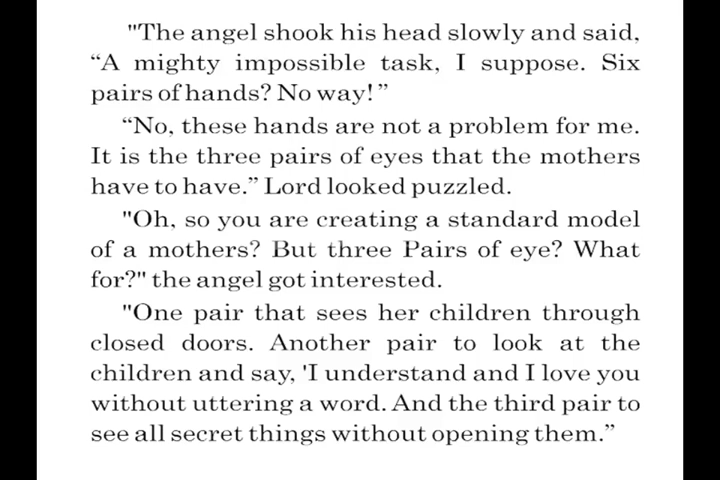 "The angel shook his head slowly and said,
“A mighty impossible task, I suppose. Six
pairs of hands? No way!”
“No, these hands are not a problem for me.
It is the three pairs of eyes that the mothers
have to have.” Lord looked puzzled.
"Oh, so you are creating a standard model
of a mothers? But three Pairs of eye? What
for?" the angel got interested.
"One pair that sees her children through
closed doors. Another pair to look at the
children and say, 'I understand and I love you
without uttering a word. And the third pair to
see all secret things without opening them.”